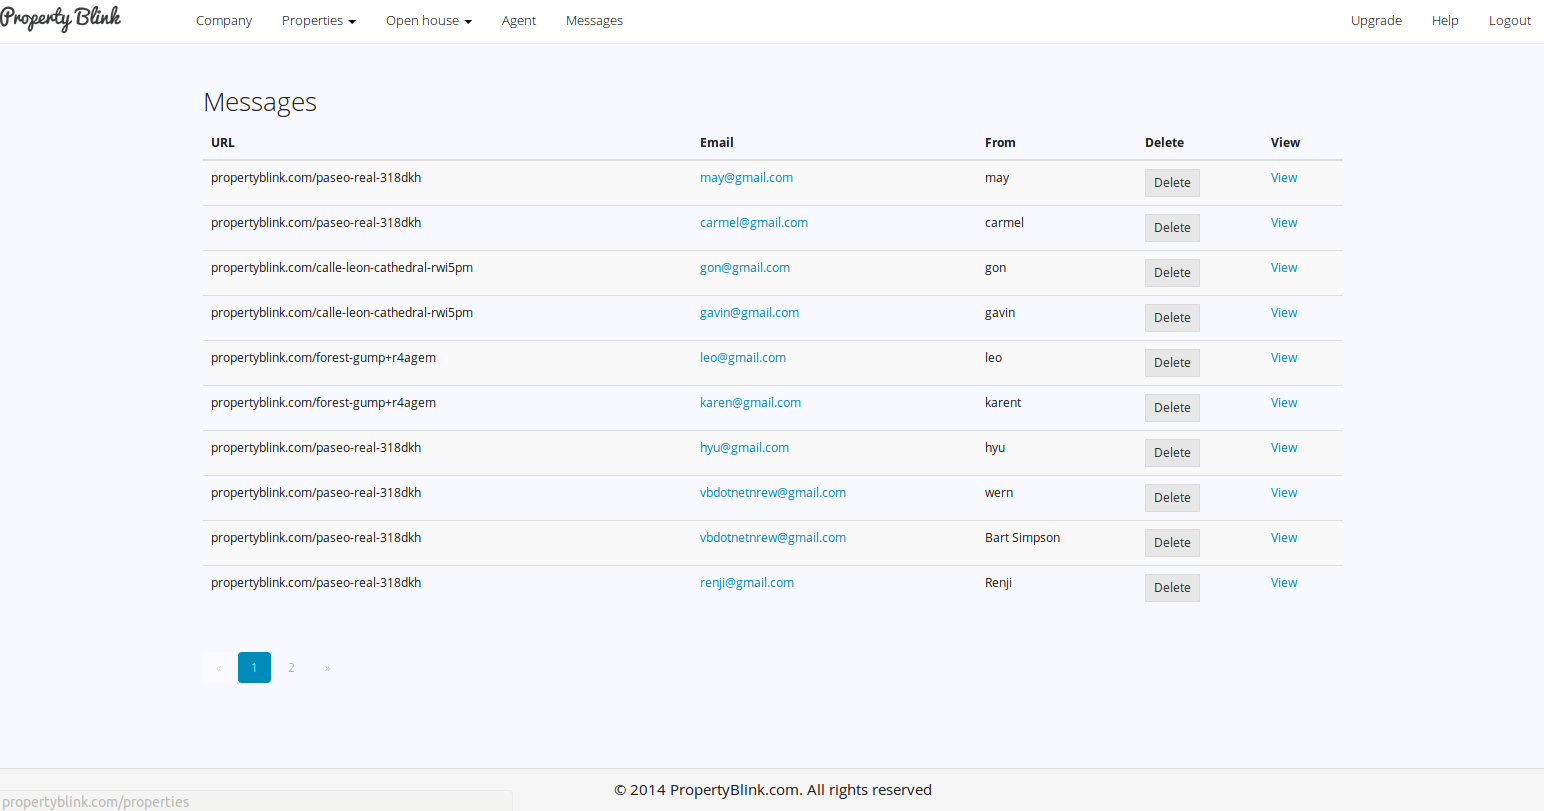 Property Blink Company Properties Open house Agent Messages Upgrade Help Logout
Messages
URL Email From Delete View
propertyblink.com/paseo-real-318dkh may@gmail.com may Delete View
propertyblink.com/paseo-real-318dkh carmel@gmail.com carmel Delete View
propertyblink.com/calle-leon-cathedral-rwi5pm gon@gmail.com gon Delete View
propertyblink.com/calle-leon-cathedral-rwi5pm gavin@gmail.com gavin Delete View
propertyblink.com/forest-gump+r4agem leo@gmail.com leo Delete View
propertyblink.com/forest-gump+r4agem karen@gmail.com karent Delete View
propertyblink.com/paseo-real-318dkh hyu@gmail.com hyu Delete View
propertyblink.com/paseo-real-318dkh vbdotnetnrew@gmail.com wern Delete View
propertyblink.com/paseo-real-318dkh vbdotnetnrew@gmail.com Bart Simpson Delete View
propertyblink.com/paseo-real-318dkh renji@gmail.com Renji Delete View
« 1 2 »
© 2014 PropertyBlink.com. All rights reserved
propertyblink.com/properties